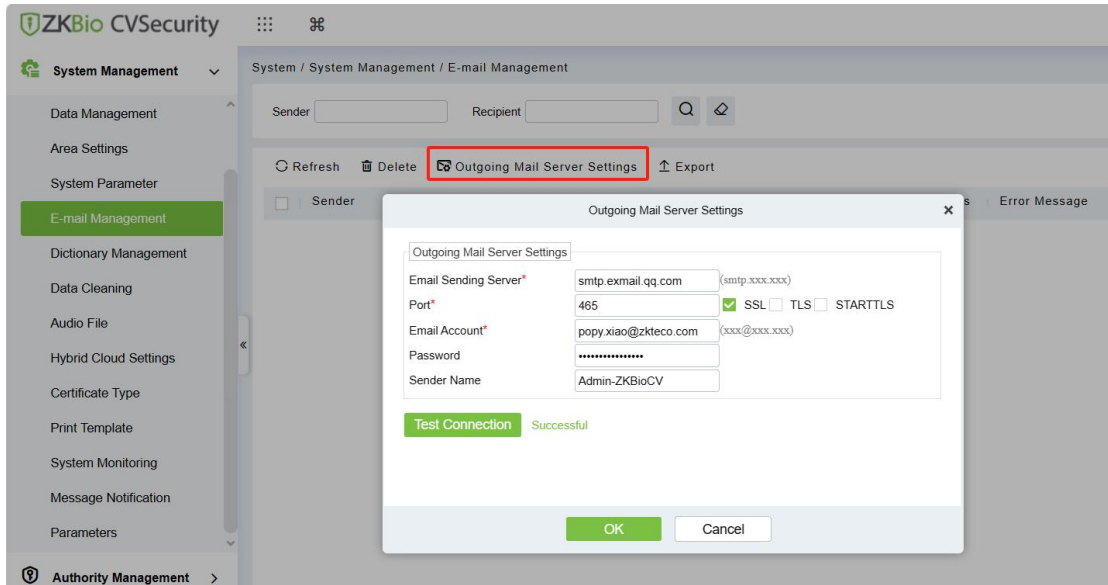 ZKBio CVSecurity
System Management
System / System Management / E-mail Management
Data Management
Area Settings
System Parameter
E-mail Management
Dictionary Management
Data Cleaning
Audio File
Hybrid Cloud Settings
Certificate Type
Print Template
System Monitoring
Message Notification
Parameters
Authority Management
Sender Recipient
Refresh Delete Outgoing Mail Server Settings Export
Sender s Error Message
Outgoing Mail Server Settings
Outgoing Mail Server Settings
Email Sending Server* smtp.exmail.qq.com (smtp.xxx.xxx)
Port* 465 SSL TLS STARTTLS
Email Account* popy.xiao@zkteco.com (xxx@xxx.xxx)
Password ••••••••••••••••
Sender Name Admin-ZKBioCV
Test Connection Successful
OK Cancel